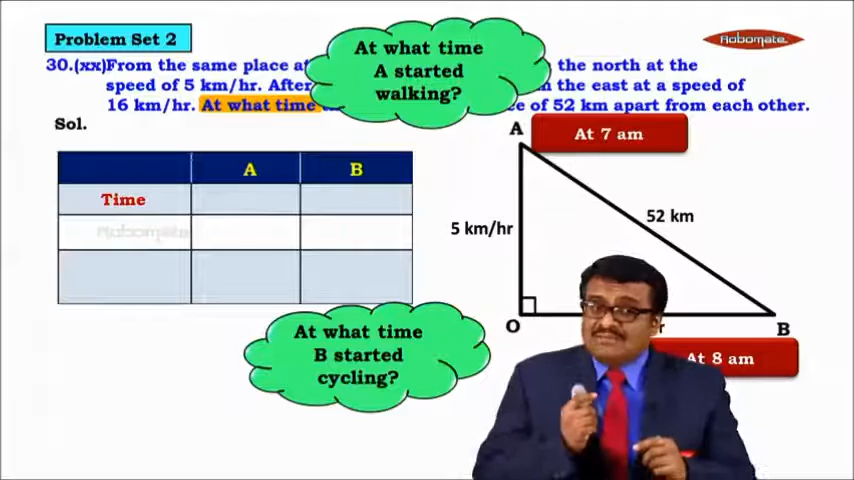 Problem Set 2
Robomate
30.(xx)From the same place at
the north at the
speed of 5 km/hr. After
the east at a speed of
16 km/hr. At what time
of 52 km apart from each other.
At what time
A started
walking?
Sol.
A
At 7 am
A B
Time
Robomate
5 km/hr
52 km
O
B
At 8 am
At what time
B started
cycling?